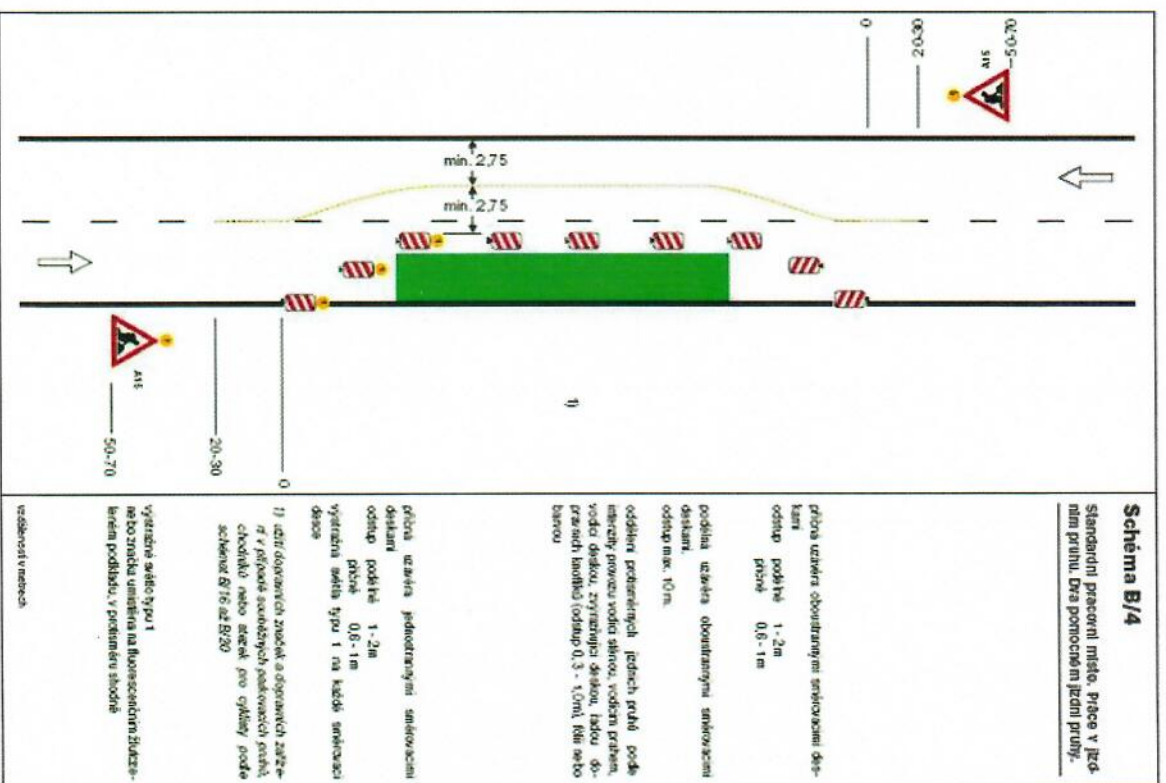 Schéma B/4
Standardní pracovní místo. Práce v jízd-
ním pruhu. Dva pomocném jízdní pruhy.
příčná uzávěra oboustrannými směrovacími des-
kami
odstup podélně 1 - 2m
příčně 0,6 - 1 m
podélná uzávěra oboustrannými směrovacími
deskami.
odstup max. 10 m.
oddělení protisměrných jízdních pruhů podle
intenzity provozu vodicí stěnou, vodicím prahem,
vodicí deskou, zvýrazňující deskou, řadou do-
pravních knoflíků (odstup 0,3 - 1,0m), fólií nebo
barvou
příčná uzávěra jednostrannými směrovacími
deskami
odstup podélně 1 - 2m
příčně 0,6 - 1 m
výstražná světla typu 1 na každé směrovací
desce
1) užití dopravních značek a dopravních zaříze-
ní v případě souběžných parkovacích pruhů,
chodníků nebo stezek pro cyklisty podle
schémat B/16 až B/20
výstražné světlo typu 1
nebo značka umístěna na fluorescenčním žlutoze-
leném podkladu, v protisměru shodně
vzdálenosti v metrech
50-70
20-30
0
A15
min. 2,75
min. 2,75
1)
A15
0
20-30
50-70